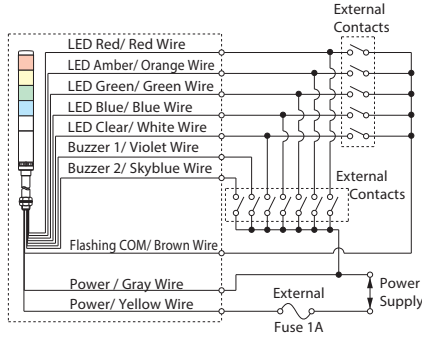 External
Contacts
LED Red/ Red Wire
LED Amber/ Orange Wire
LED Green/ Green Wire
LED Blue/ Blue Wire
LED Clear/ White Wire
Buzzer 1/ Violet Wire
Buzzer 2/ Skyblue Wire
External
Contacts
Flashing COM/ Brown Wire
Power / Gray Wire
Power/ Yellow Wire
External
Fuse 1A
Power
Supply